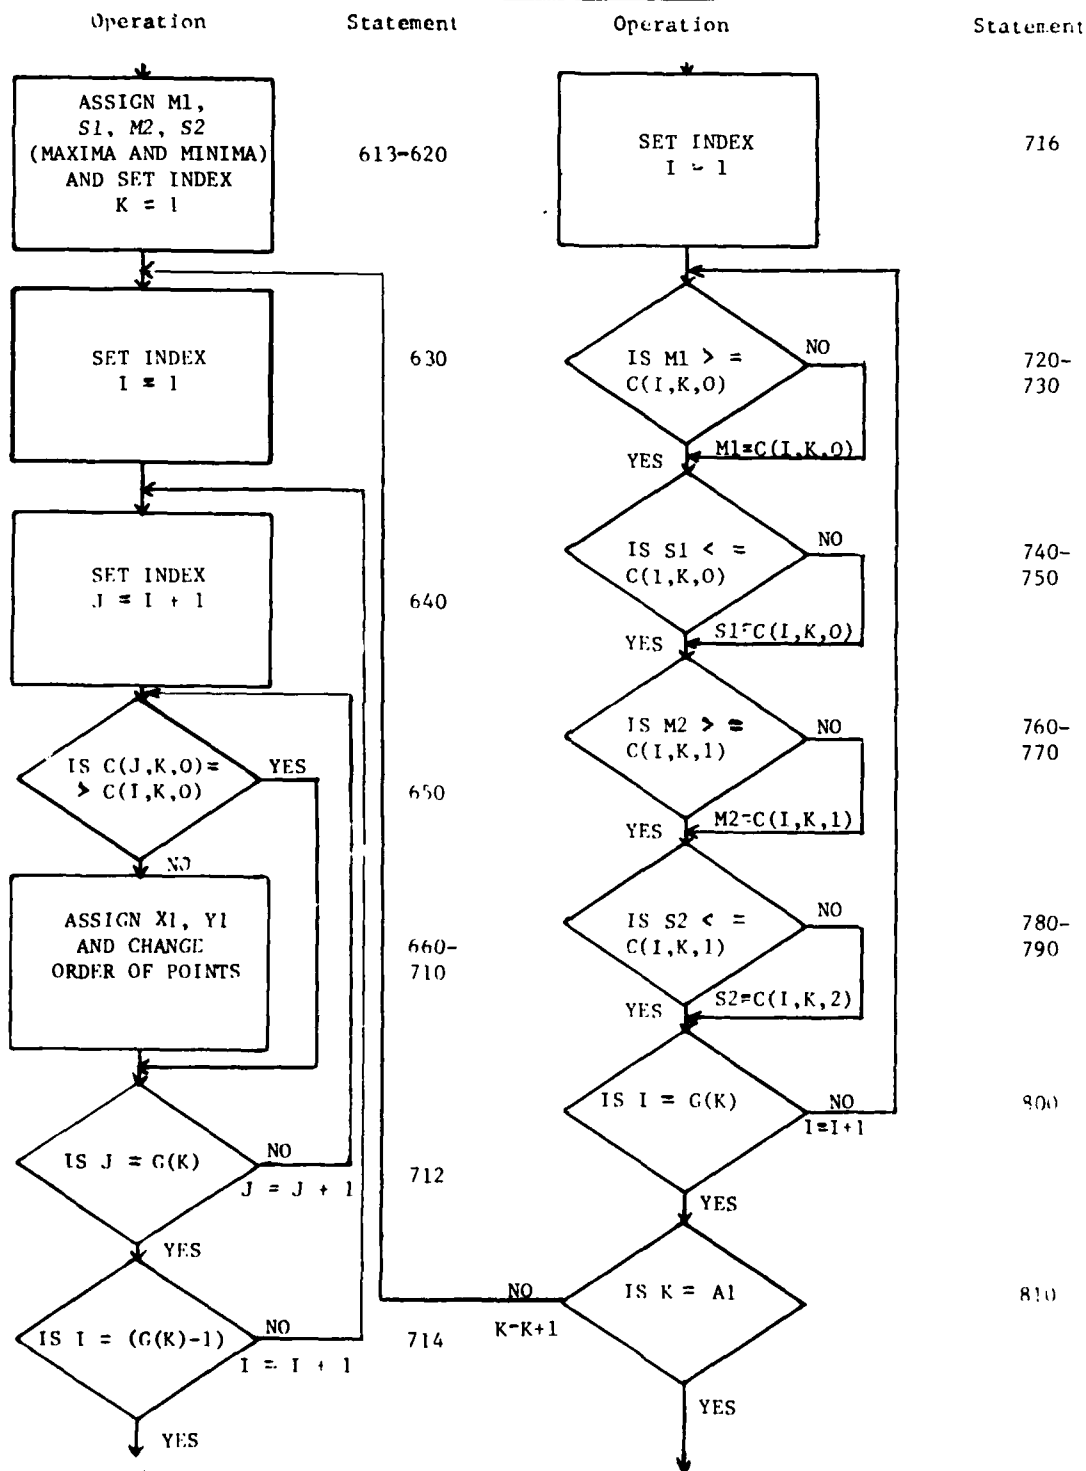 Operation Statement
ASSIGN M1,
S1, M2, S2
(MAXIMA AND MINIMA)
AND SET INDEX
K = 1
613-620
SET INDEX
I = 1
630
SET INDEX
J = I + 1
640
IS C(J,K,0)=
> C(I,K,0)
YES
650
NO
ASSIGN X1, Y1
AND CHANGE
ORDER OF POINTS
660-
710
IS J = G(K)
NO
J = J + 1
712
YES
IS I = (G(K)-1)
NO
I = I + 1
714
YES
Operation Statement
SET INDEX
I = 1
716
IS M1 > =
C(I,K,0)
NO
720-
730
M1=C(I,K,0)
YES
IS S1 < =
C(1,K,0)
NO
740-
750
S1=C(I,K,0)
YES
IS M2 > =
C(I,K,1)
NO
760-
770
M2=C(I,K,1)
YES
IS S2 < =
C(I,K,1)
NO
780-
790
S2=C(I,K,2)
YES
IS I = G(K)
NO
I=I+1
800
YES
IS K = A1
NO
K=K+1
810
YES